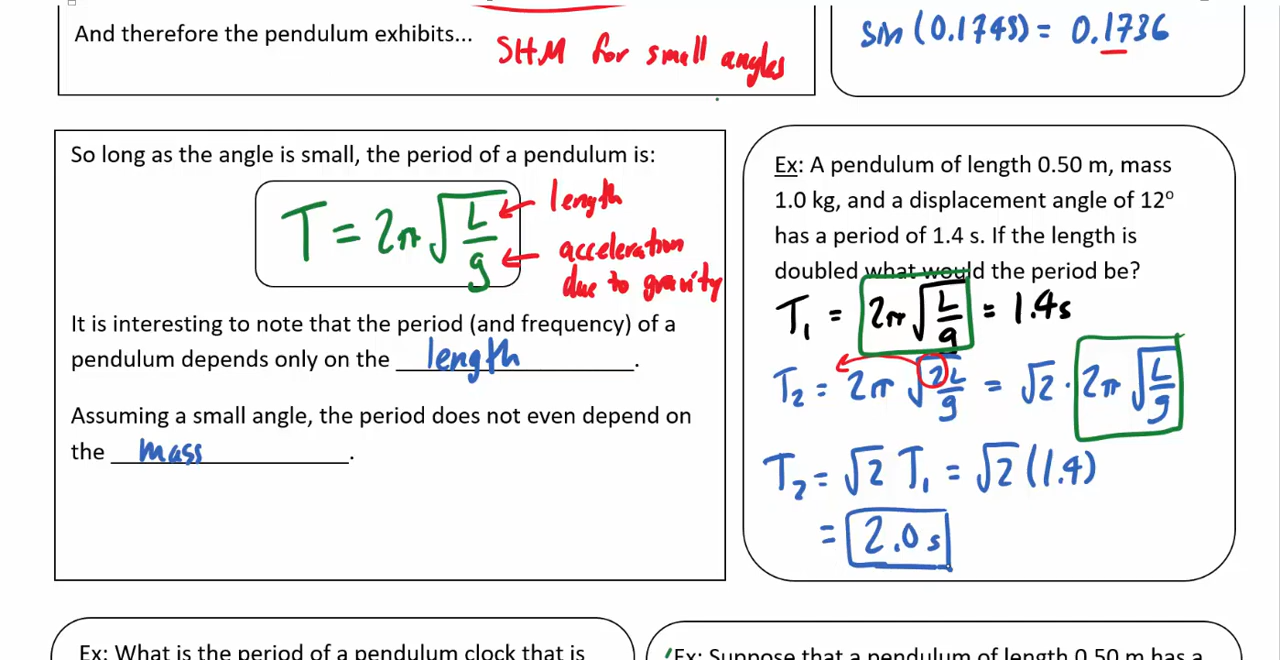 And therefore the pendulum exhibits... SHM for small angles
sin (0.1745) = 0.1736
So long as the angle is small, the period of a pendulum is:
T = 2π √(L/g)
length
acceleration
due to gravity
It is interesting to note that the period (and frequency) of a
pendulum depends only on the length.
Assuming a small angle, the period does not even depend on
the mass.
Ex: A pendulum of length 0.50 m, mass
1.0 kg, and a displacement angle of 12º
has a period of 1.4 s. If the length is
doubled what would the period be?
T₁ = 2π √(L/g) = 1.4s
T₂ = 2π √(2L/g) = √2 · 2π √(L/g)
T₂ = √2 T₁ = √2 (1.4)
= 2.0 s
Ex: What is the period of a pendulum clock that is
Ex: Suppose that a pendulum of length 0.50 m has a